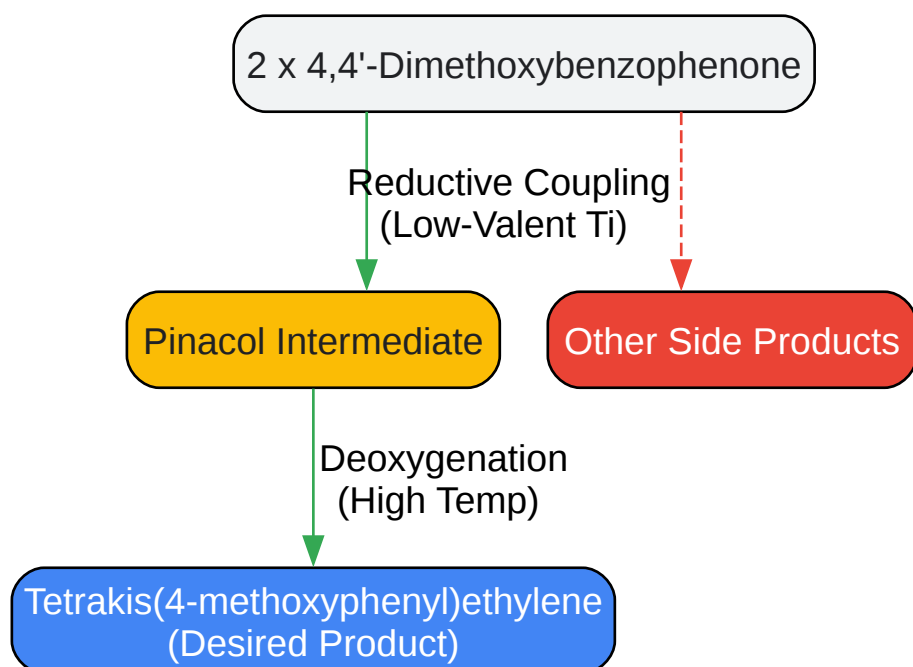 2 x 4,4'-Dimethoxybenzophenone
Reductive Coupling
(Low-Valent Ti)
Pinacol Intermediate
Other Side Products
Deoxygenation
(High Temp)
Tetrakis(4-methoxyphenyl)ethylene
(Desired Product)